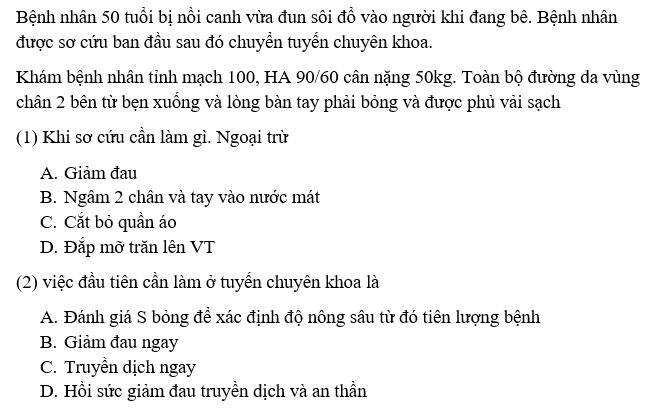 Bệnh nhân 50 tuổi bị nồi canh vừa đun sôi đổ vào người khi đang bê. Bệnh nhân
được sơ cứu ban đầu sau đó chuyển tuyến chuyên khoa.
Khám bệnh nhân tỉnh mạch 100, HA 90/60 cân nặng 50kg. Toàn bộ đường da vùng
chân 2 bên từ bẹn xuống và lòng bàn tay phải bỏng và được phủ vải sạch
(1) Khi sơ cứu cần làm gì. Ngoại trừ
A. Giảm đau
B. Ngâm 2 chân và tay vào nước mát
C. Cắt bỏ quần áo
D. Đắp mỡ trăn lên VT
(2) việc đầu tiên cần làm ở tuyến chuyên khoa là
A. Đánh giá S bỏng để xác định độ nông sâu từ đó tiên lượng bệnh
B. Giảm đau ngay
C. Truyền dịch ngay
D. Hồi sức giảm đau truyền dịch và an thần